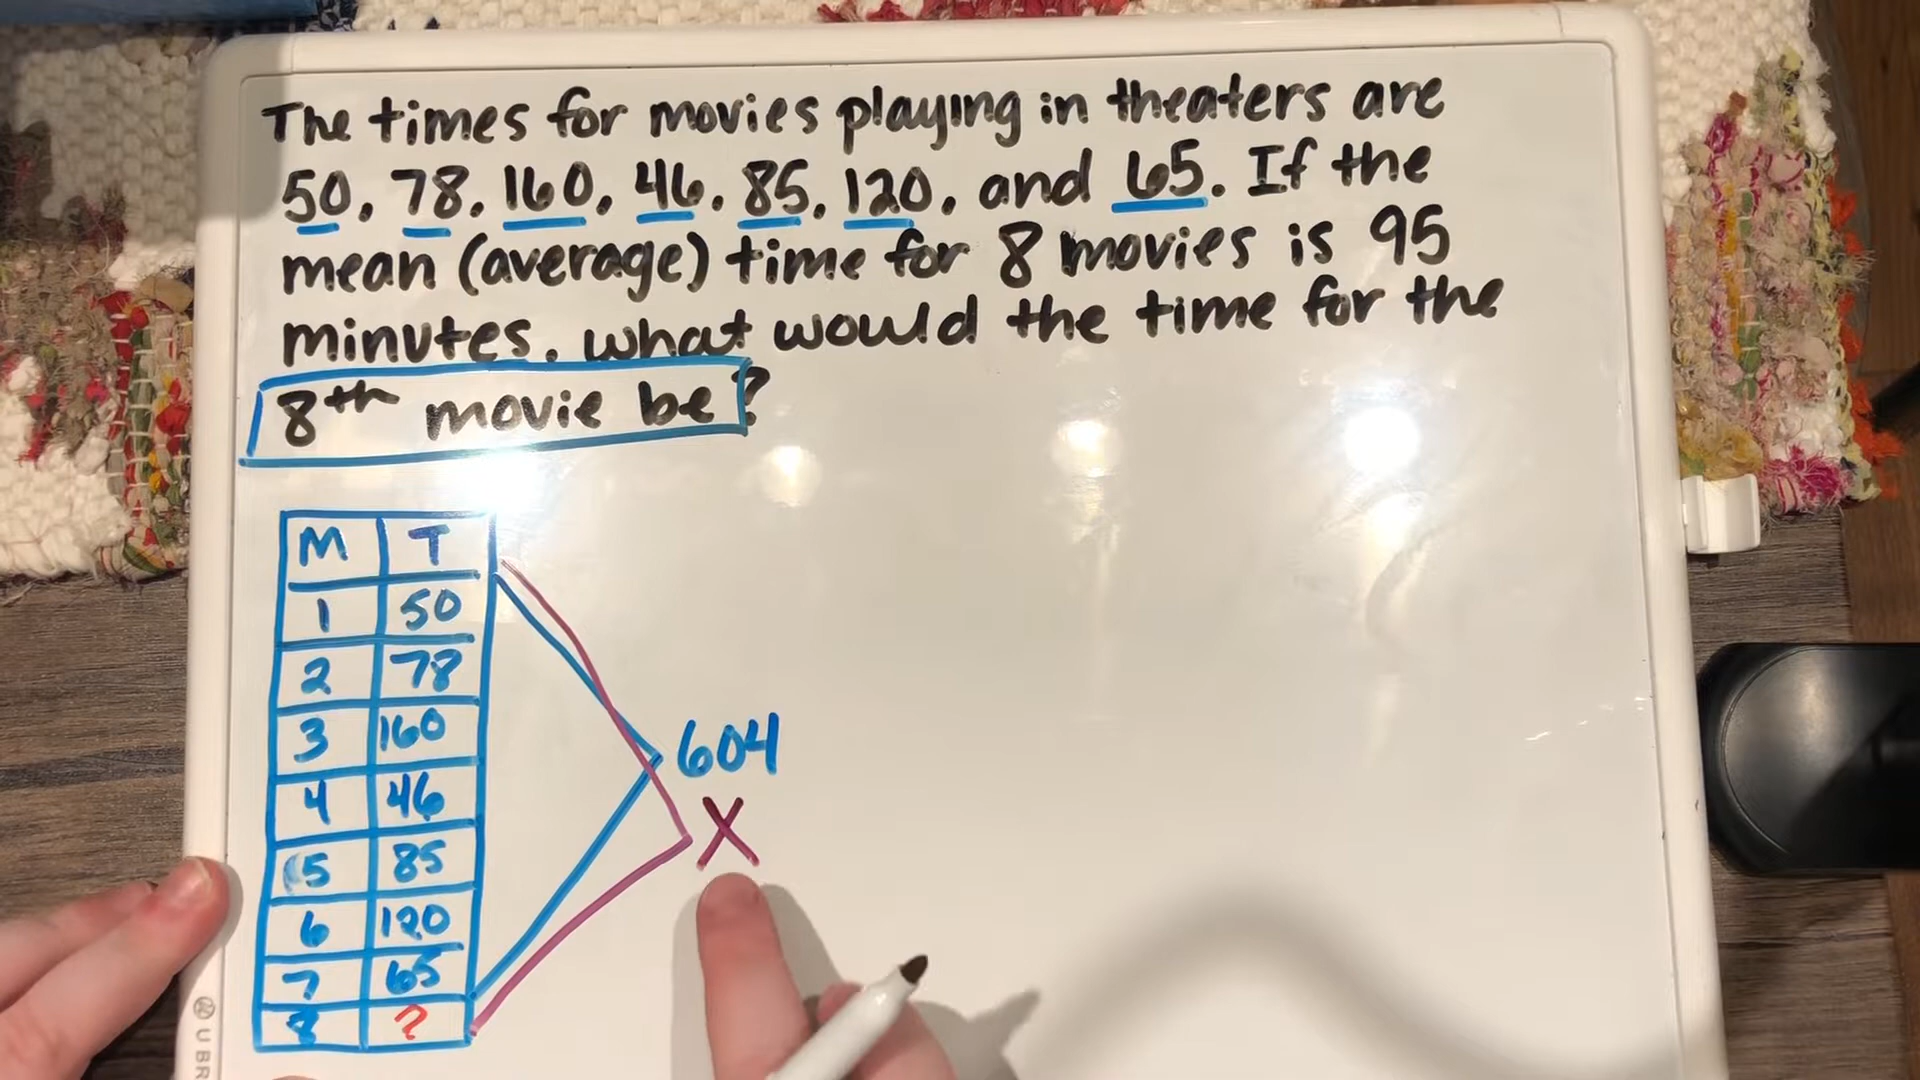 The times for movies playing in theaters are
50, 78, 160, 46, 85, 120, and 65. If the
mean (average) time for 8 movies is 95
minutes, what would the time for the
8th movie be?
M T
1 50
2 78
3 160
604
4 46
X
5 85
6 120
7 65
8 ?
UBR